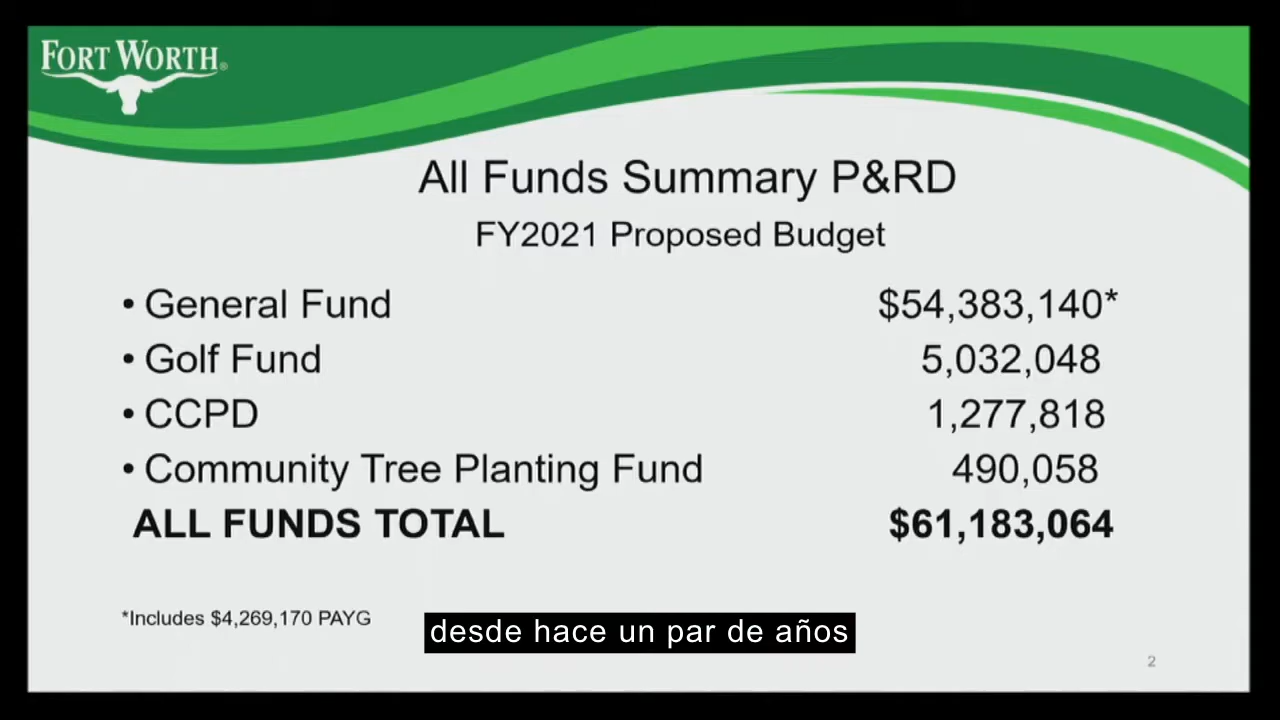 FORT WORTH®
All Funds Summary P&RD
FY2021 Proposed Budget
• General Fund $54,383,140*
• Golf Fund 5,032,048
• CCPD 1,277,818
• Community Tree Planting Fund 490,058
ALL FUNDS TOTAL $61,183,064
*Includes $4,269,170 PAYG
desde hace un par de años
2